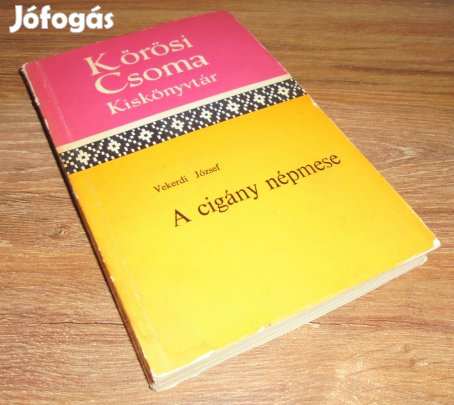 Jófogás
Kőrösi
Csoma
Kiskönyvtár
Vekerdi József
A cigány népmese